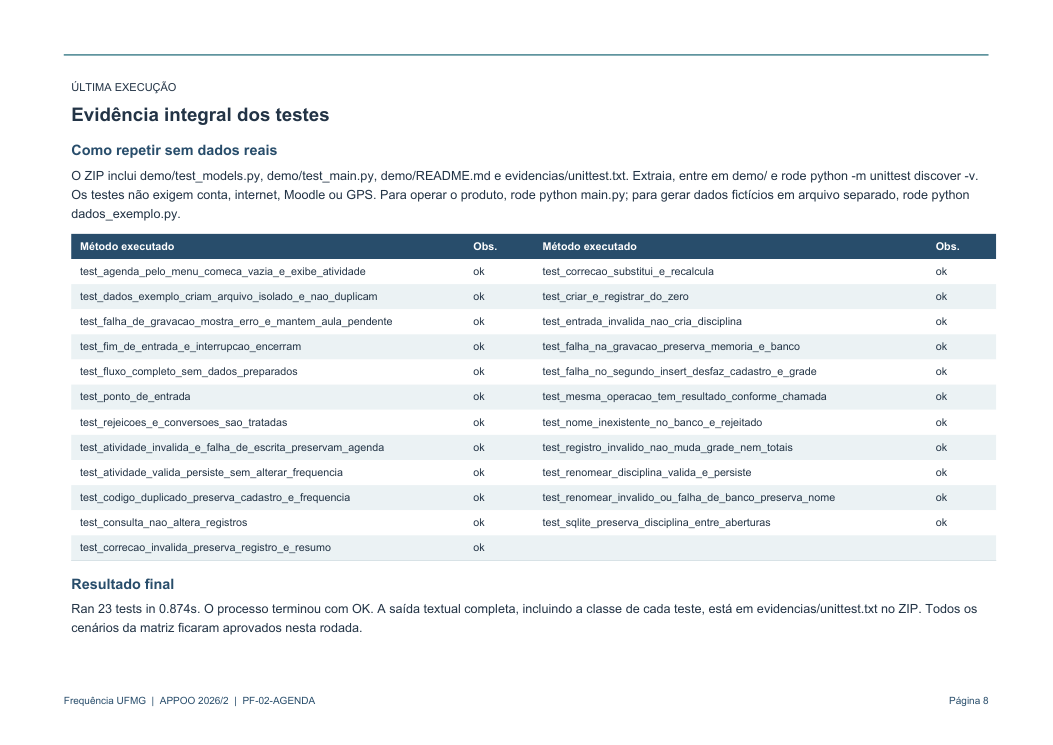 ÚLTIMA EXECUÇÃO
Evidência integral dos testes
Como repetir sem dados reais
O ZIP inclui demo/test_models.py, demo/test_main.py, demo/README.md e evidencias/unittest.txt. Extraia, entre em demo/ e rode python -m unittest discover -v.
Os testes não exigem conta, internet, Moodle ou GPS. Para operar o produto, rode python main.py; para gerar dados fictícios em arquivo separado, rode python
dados_exemplo.py.
Método executado Obs. Método executado Obs.
test_agenda_pelo_menu_comeca_vazia_e_exibe_atividade ok test_correcao_substitui_e_recalcula ok
test_dados_exemplo_criam_arquivo_isolado_e_nao_duplicam ok test_criar_e_registrar_do_zero ok
test_falha_de_gravacao_mostra_erro_e_mantem_aula_pendente ok test_entrada_invalida_nao_cria_disciplina ok
test_fim_de_entrada_e_interrupcao_encerram ok test_falha_na_gravacao_preserva_memoria_e_banco ok
test_fluxo_completo_sem_dados_preparados ok test_falha_no_segundo_insert_desfaz_cadastro_e_grade ok
test_ponto_de_entrada ok test_mesma_operacao_tem_resultado_conforme_chamada ok
test_rejeicoes_e_conversoes_sao_tratadas ok test_nome_inexistente_no_banco_e_rejeitado ok
test_atividade_invalida_e_falha_de_escrita_preservam_agenda ok test_registro_invalido_nao_muda_grade_nem_totais ok
test_atividade_valida_persiste_sem_alterar_frequencia ok test_renomear_disciplina_valida_e_persiste ok
test_codigo_duplicado_preserva_cadastro_e_frequencia ok test_renomear_invalido_ou_falha_de_banco_preserva_nome ok
test_consulta_nao_altera_registros ok test_sqlite_preserva_disciplina_entre_aberturas ok
test_correcao_invalida_preserva_registro_e_resumo ok
Resultado final
Ran 23 tests in 0.874s. O processo terminou com OK. A saída textual completa, incluindo a classe de cada teste, está em evidencias/unittest.txt no ZIP. Todos os
cenários da matriz ficaram aprovados nesta rodada.
Frequência UFMG | APPOO 2026/2 | PF-02-AGENDA Página 8